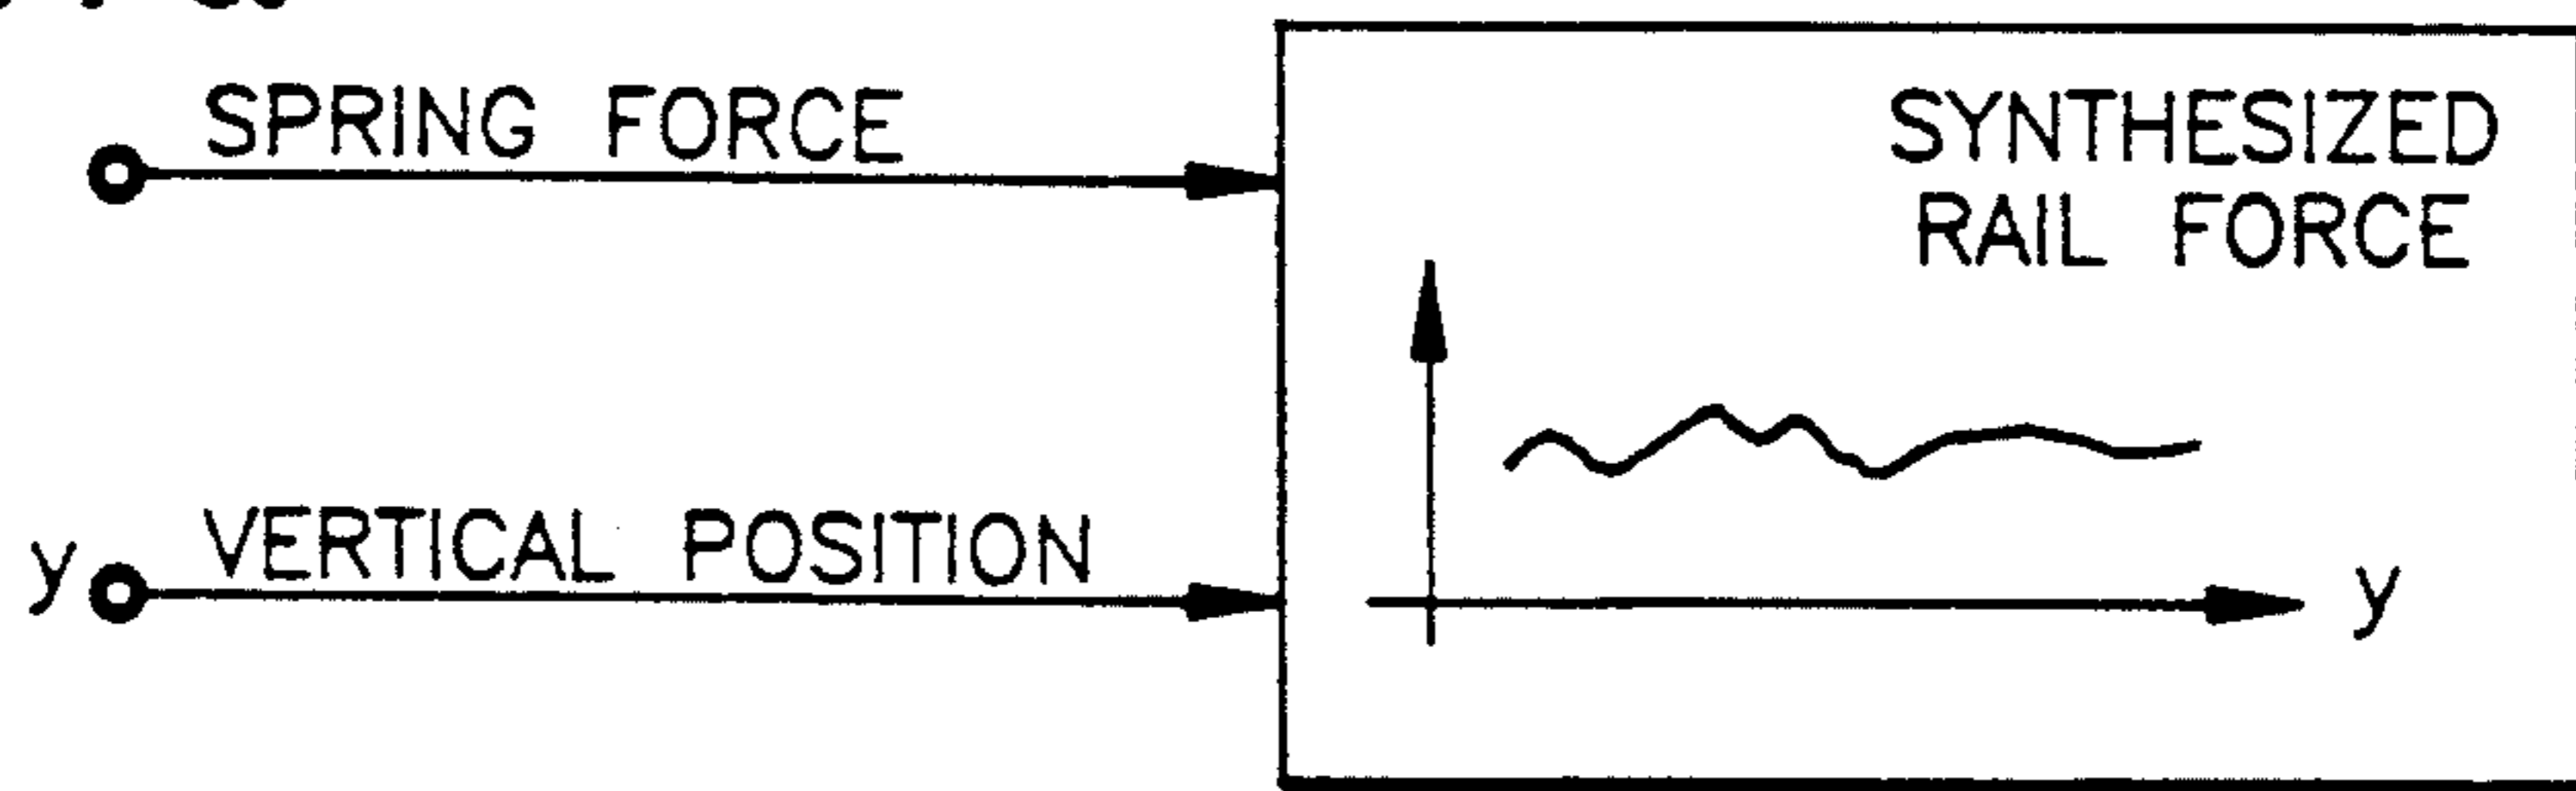 SPRING FORCE
SYNTHESIZED
RAIL FORCE
y VERTICAL POSITION
y